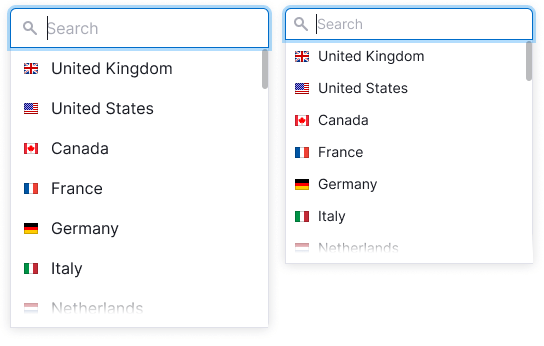 Search
United Kingdom
United States
Canada
France
Germany
Italy
Netherlands
Search
United Kingdom
United States
Canada
France
Germany
Italy
Netherlands